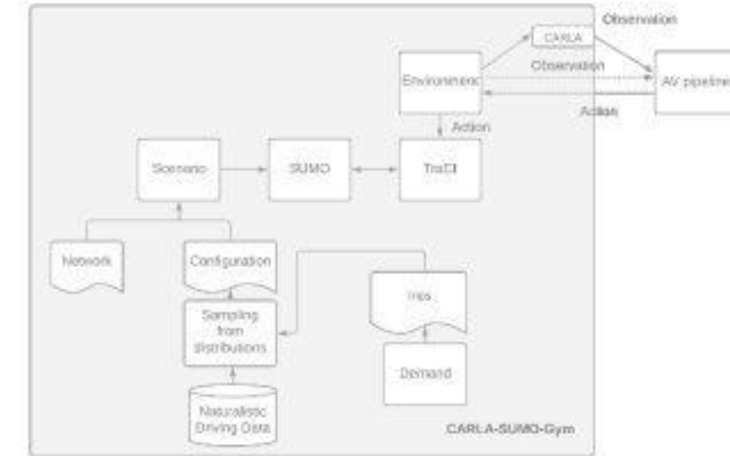 Observation
CARLA
Observation
Environment
AV pipeline
Action
Action
Scenario
SUMO
TraCI
Network
Configuration
Trips
Sampling
from
distributions
Demand
Naturalistic
Driving Data
CARLA-SUMO-Gym